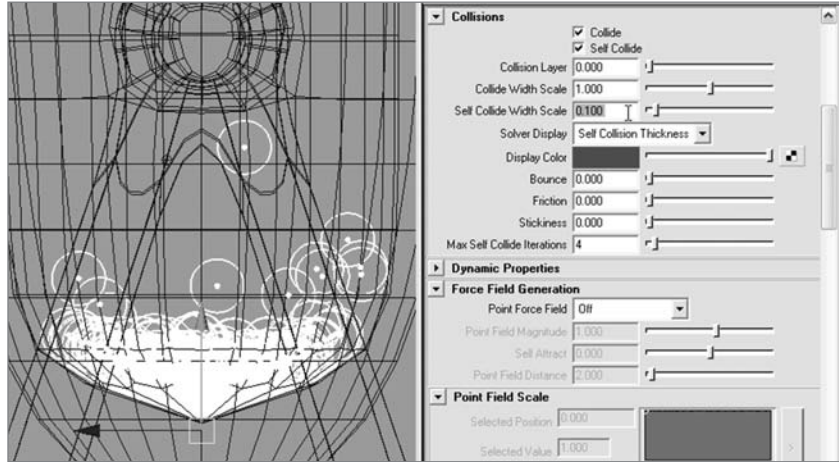 Collisions
Collide
Self Collide
Collision Layer 0.000
Collide Width Scale 1.000
Self Collide Width Scale 0.100
Solver Display Self Collision Thickness
Display Color
Bounce 0.000
Friction 0.000
Stickiness 0.000
Max Self Collide Iterations 4
Dynamic Properties
Force Field Generation
Point Force Field Off
Point Field Magnitude 1.000
Self Attract 0.000
Point Field Distance 2.000
Point Field Scale
Selected Position 0.000
Selected Value 1.000